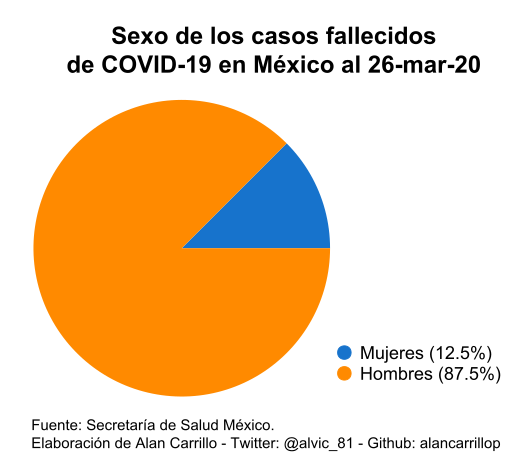 Sexo de los casos fallecidos
de COVID-19 en México al 26-mar-20
Mujeres (12.5%)
Hombres (87.5%)
Fuente: Secretaría de Salud México.
Elaboración de Alan Carrillo - Twitter: @alvic_81 - Github: alancarrillop